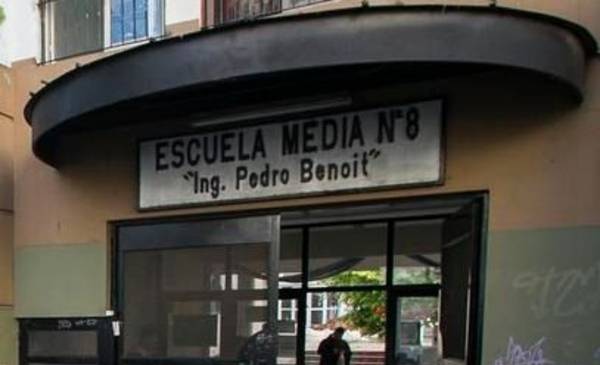 ESCUELA MEDIA N°8
"Ing. Pedro Benoit"